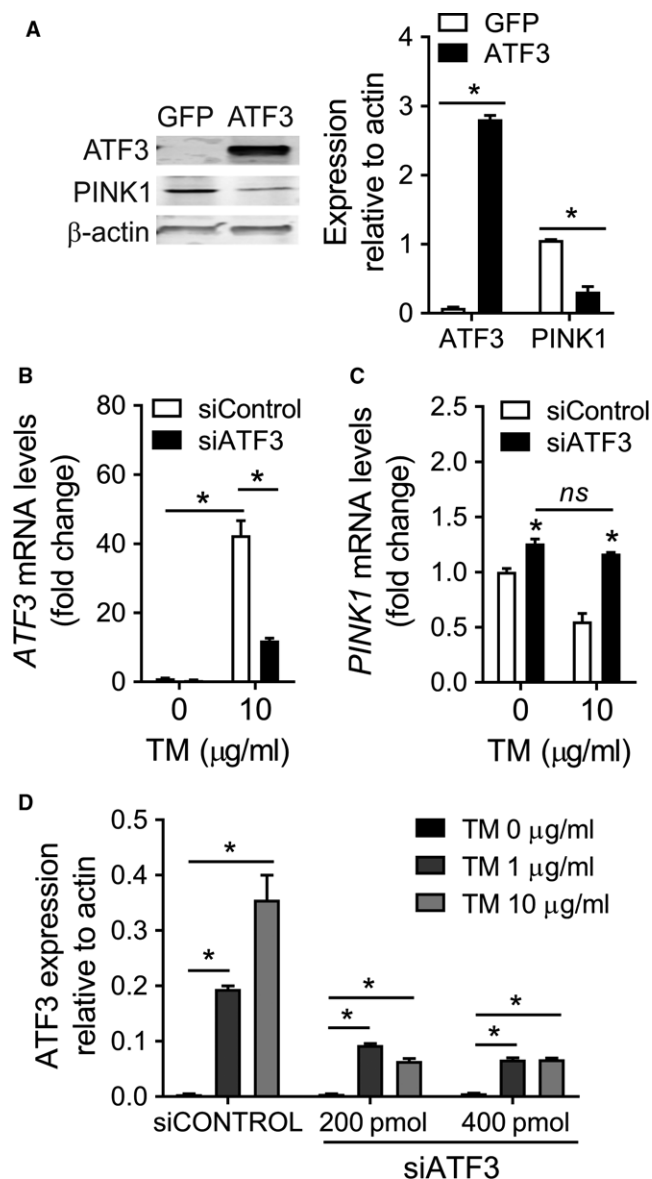 A
GFP ATF3
ATF3
PINK1
β-actin
GFP
ATF3
Expression
relative to actin
4
3
2
1
0
*
*
ATF3 PINK1
B
siControl
siATF3
ATF3 mRNA levels
(fold change)
80
60
40
20
0
*
*
0 10
TM (μg/ml)
C
siControl
siATF3
PINK1 mRNA levels
(fold change)
2.5
2.0
1.5
1.0
0.5
0.0
ns
*
*
0 10
TM (μg/ml)
D
ATF3 expression
relative to actin
0.5
0.4
0.3
0.2
0.1
0.0
TM 0 μg/ml
TM 1 μg/ml
TM 10 μg/ml
*
*
*
*
*
*
siCONTROL 200 pmol 400 pmol
siATF3